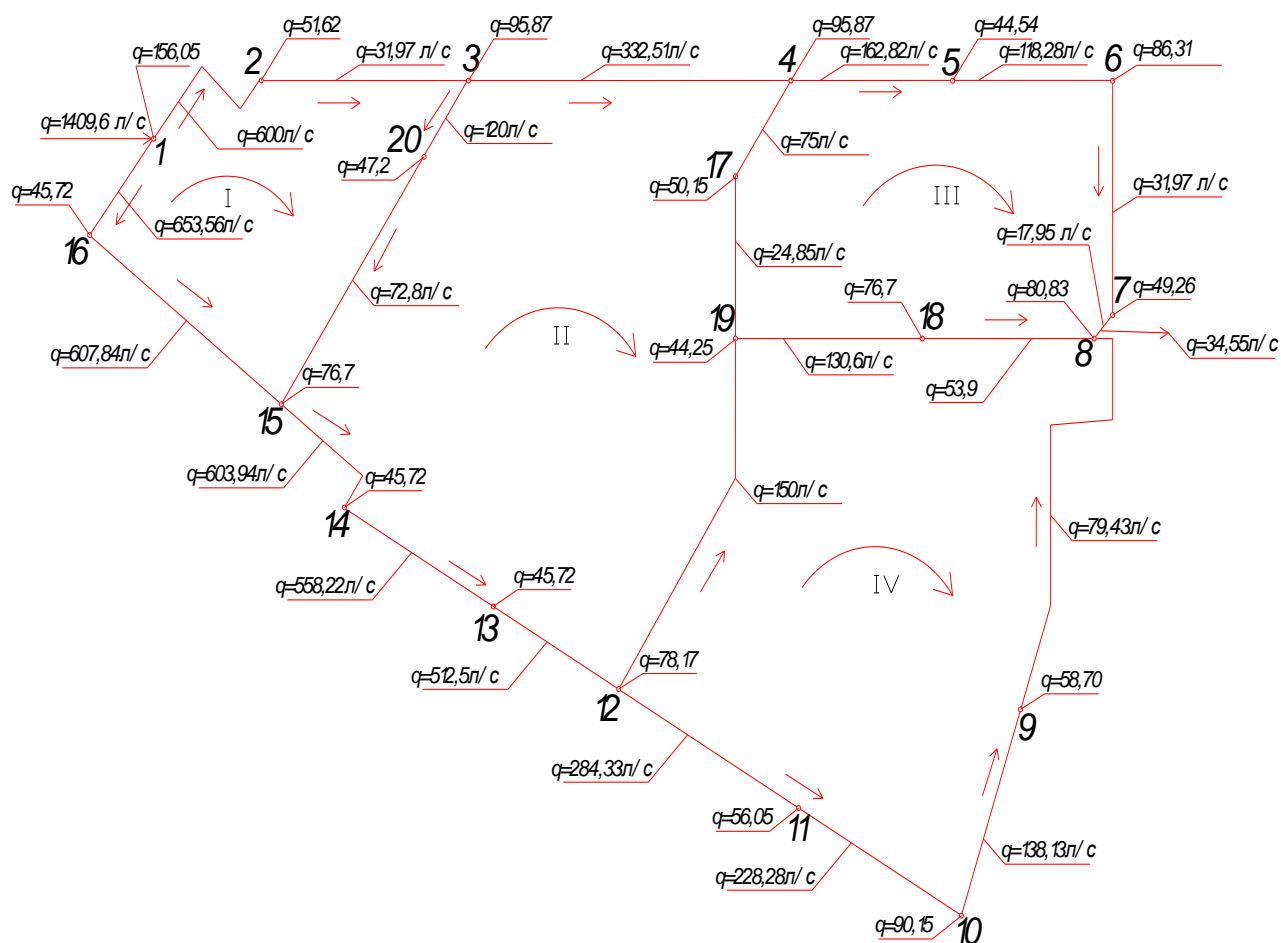 q=51,62
q=95,87
q=95,87
q=44,54
q=156,05
2
q=31,97 л/с
3
q=332,51л/с
4
q=162,82л/с
5
q=118,28л/с
6
q=86,31
q=1409,6 л/с
1
q=600л/с
20
q=120л/с
q=75л/с
q=47,2
17
q=45,72
I
q=50,15
III
q=31,97 л/с
q=653,56л/с
16
q=17,95 л/с
q=24,85л/с
q=72,8л/с
q=76,7
q=80,83
7
q=49,26
19
18
II
8
q=44,25
q=34,55л/с
q=607,84л/с
q=130,6л/с
q=53,9
q=76,7
15
q=603,94л/с
q=45,72
q=150л/с
14
q=79,43л/с
q=558,22л/с
q=45,72
IV
13
q=78,17
q=512,5л/с
12
q=58,70
9
q=284,33л/с
q=56,05
11
q=138,13л/с
q=228,28л/с
q=90,15
10